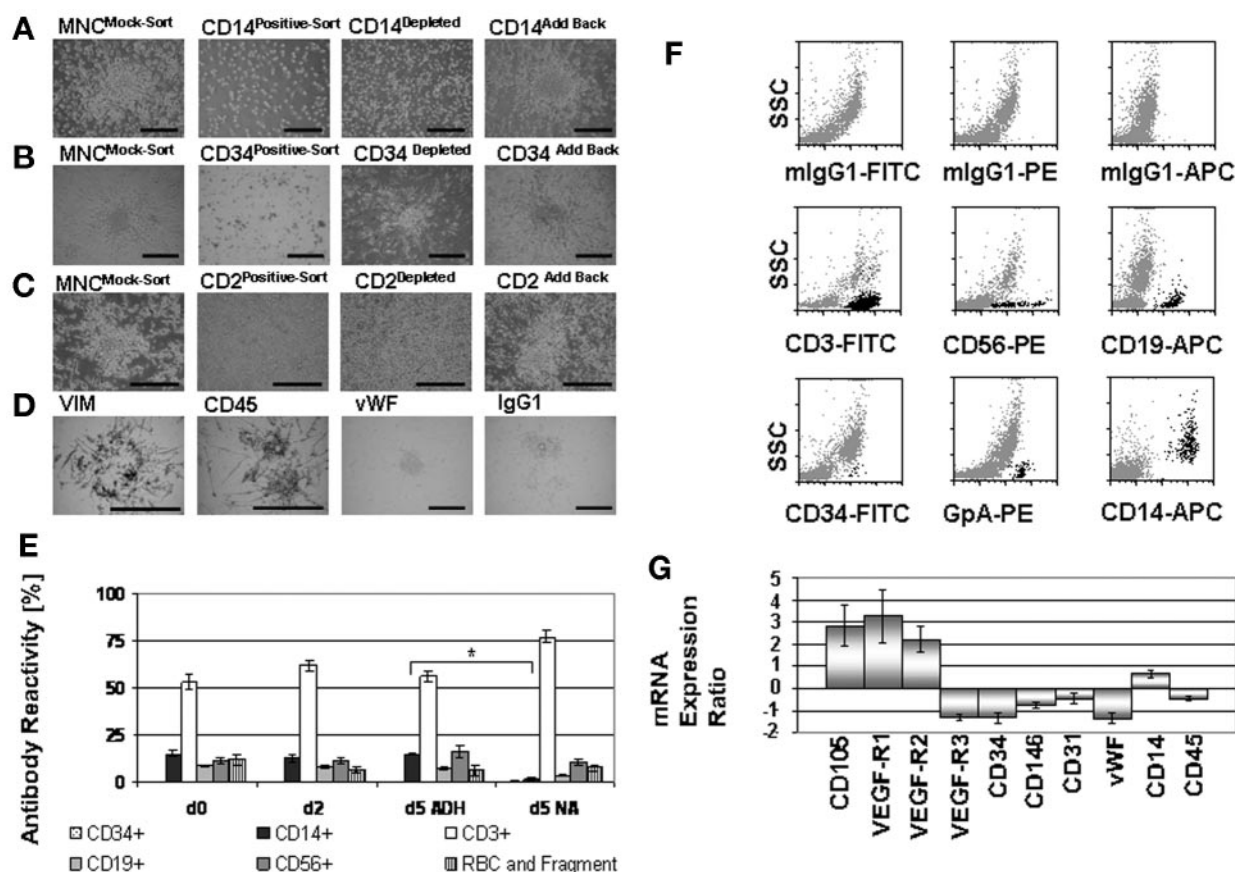 A
MNC Mock-Sort CD14 Positive-Sort CD14 Depleted CD14 Add Back
B
MNC Mock-Sort CD34 Positive-Sort CD34 Depleted CD34 Add Back
C
MNC Mock-Sort CD2 Positive-Sort CD2 Depleted CD2 Add Back
D
VIM CD45 vWF IgG1
E
Antibody Reactivity [%]
100
75
50
25
0
*
d0 d2 d5 ADH d5 NA
CD34+ CD14+ CD3+
CD19+ CD56+ RBC and Fragment
F
SSC
mIgG1-FITC mIgG1-PE mIgG1-APC
SSC
CD3-FITC CD56-PE CD19-APC
SSC
CD34-FITC GpA-PE CD14-APC
G
mRNA Expression Ratio
5
4
3
2
1
0
-1
-2
CD105
VEGF-R1
VEGF-R2
VEGF-R3
CD34
CD146
CD31
vWF
CD14
CD45